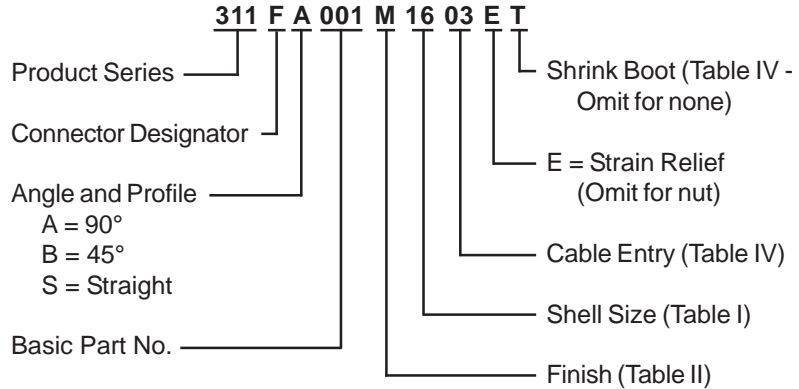 311 F A 001 M 16 03 E T
Product Series
Connector Designator
Angle and Profile
A = 90°
B = 45°
S = Straight
Basic Part No.
Shrink Boot (Table IV -
Omit for none)
E = Strain Relief
(Omit for nut)
Cable Entry (Table IV)
Shell Size (Table I)
Finish (Table II)